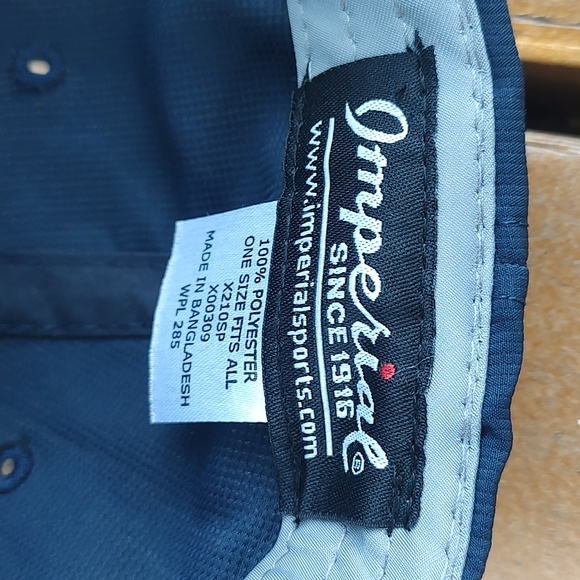 Imperial
SINCE 1916
www.imperialsports.com
100% POLYESTER
ONE SIZE FITS ALL
X210SP
X00309
MADE IN BANGLADESH
WPL 285